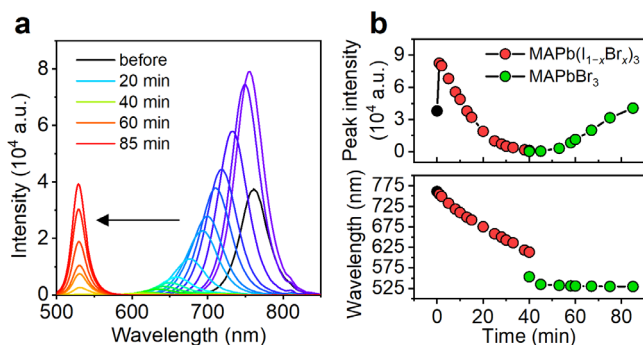 a
before
20 min
40 min
60 min
85 min
Intensity (10⁴ a.u.)
8
6
4
2
0
500
600
700
800
Wavelength (nm)
b
MAPb(I₁₋ₓBrₓ)₃
MAPbBr₃
Peak intensity
(10⁴ a.u.)
9
6
3
0
Wavelength (nm)
775
725
675
625
575
525
0
20
40
60
80
Time (min)